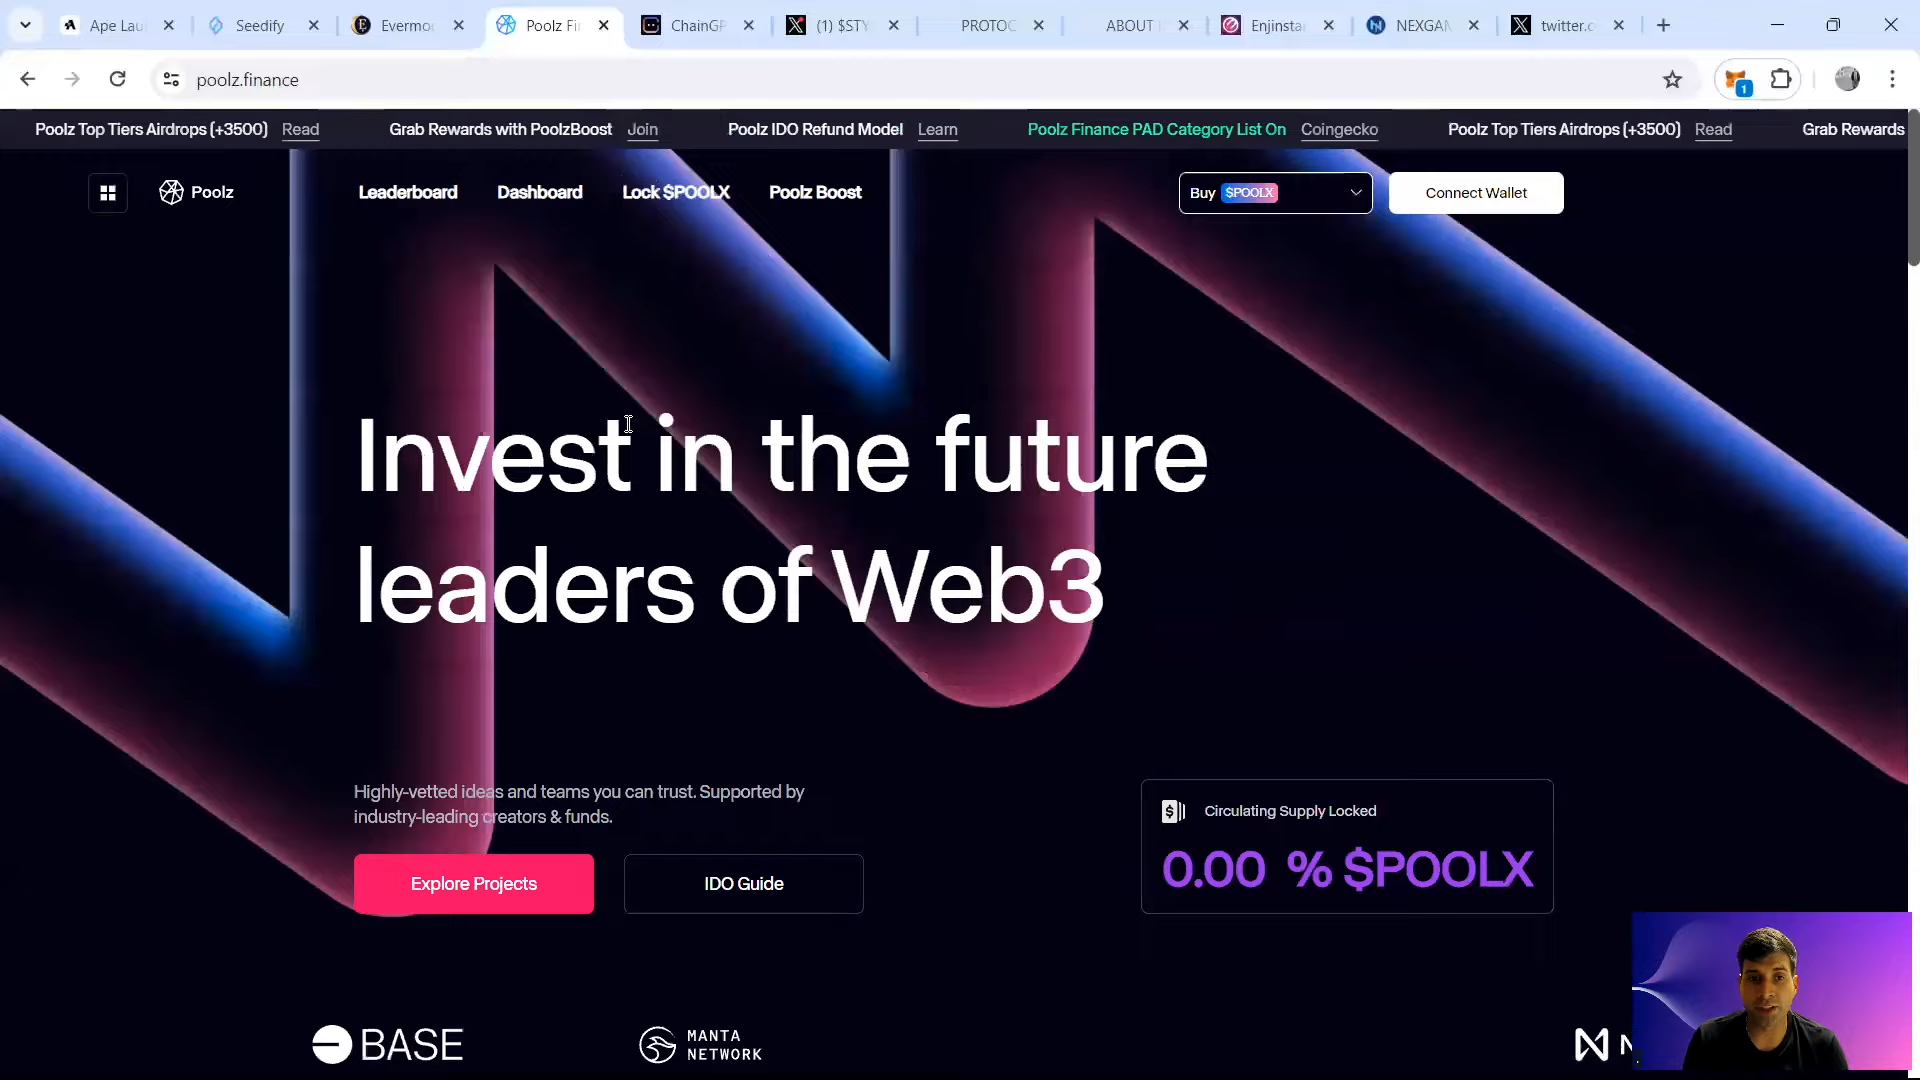 Ape Lau
Seedify
Evermo
Poolz Fi
ChainGP
(1) $STY
PROTOC
ABOUT
Enjinsta
NEXGAM
twitter.c
poolz.finance
1
Poolz Top Tiers Airdrops (+3500) Read
Grab Rewards with PoolzBoost Join
Poolz IDO Refund Model Learn
Poolz Finance PAD Category List On Coingecko
Poolz Top Tiers Airdrops (+3500) Read
Grab Rewards
Poolz
Leaderboard
Dashboard
Lock $POOLX
Poolz Boost
Buy $POOLX
Connect Wallet
Invest in the future
leaders of Web3
Highly-vetted ideas and teams you can trust. Supported by
industry-leading creators & funds.
Explore Projects
IDO Guide
Circulating Supply Locked
0.00 % $POOLX
BASE
MANTA
NETWORK